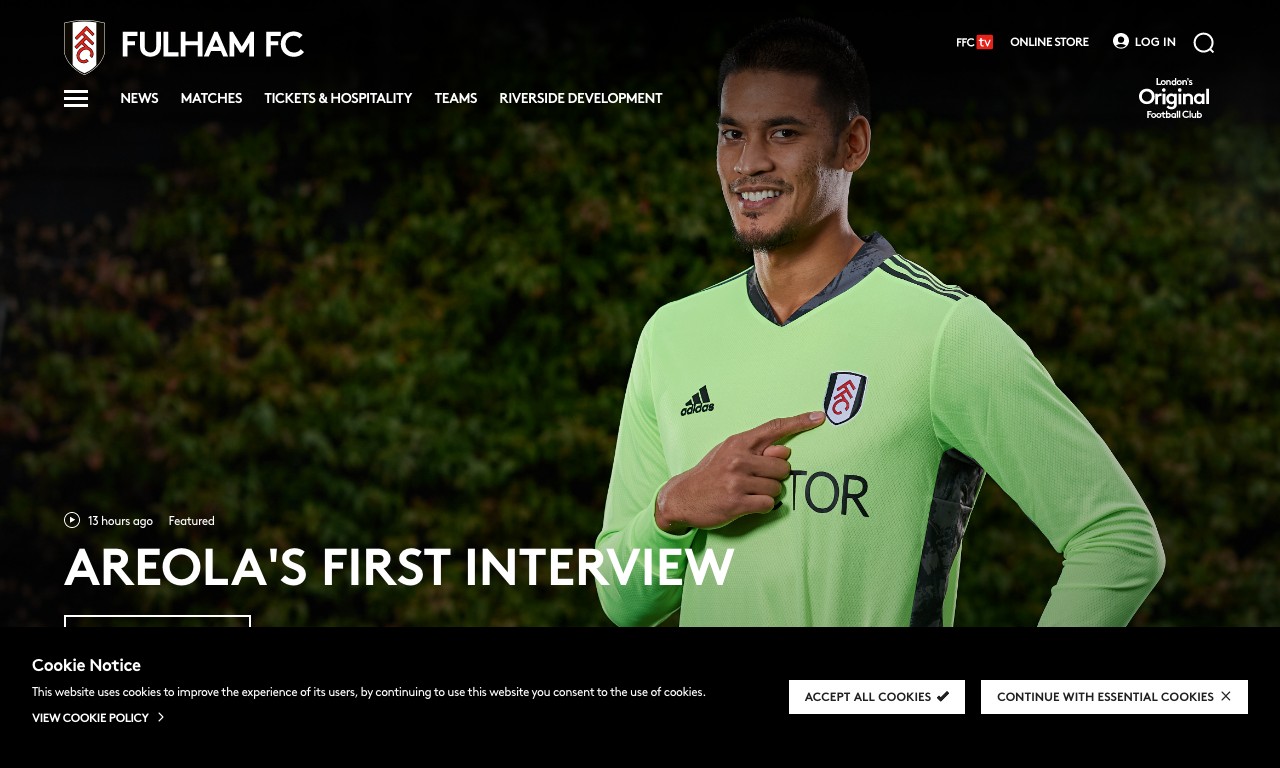 FULHAM FC
FFC tv
ONLINE STORE
LOG IN
NEWS
MATCHES
TICKETS & HOSPITALITY
TEAMS
RIVERSIDE DEVELOPMENT
London's
Original
Football Club
adidas
FFC
TOR
13 hours ago
Featured
AREOLA'S FIRST INTERVIEW
Cookie Notice
This website uses cookies to improve the experience of its users, by continuing to use this website you consent to the use of cookies.
VIEW COOKIE POLICY
ACCEPT ALL COOKIES
CONTINUE WITH ESSENTIAL COOKIES